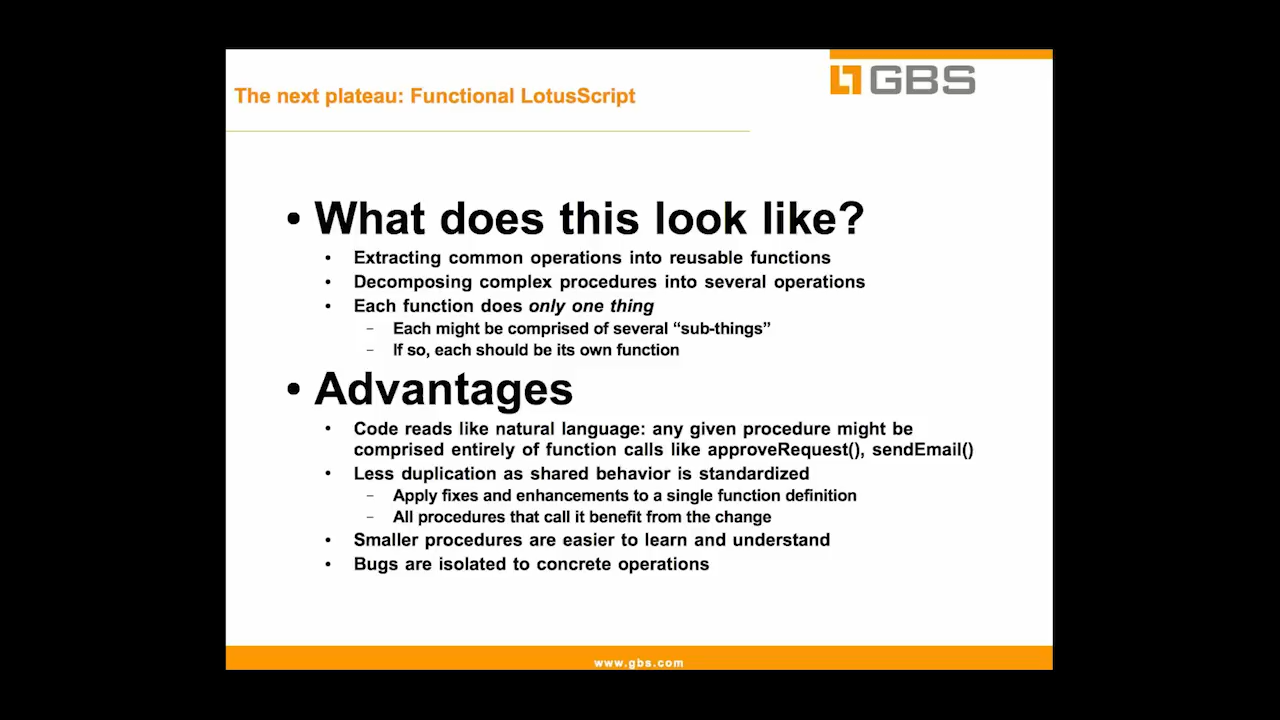 The next plateau: Functional LotusScript
GBS
• What does this look like?
• Extracting common operations into reusable functions
• Decomposing complex procedures into several operations
• Each function does only one thing
– Each might be comprised of several “sub-things”
– If so, each should be its own function
• Advantages
• Code reads like natural language: any given procedure might be
comprised entirely of function calls like approveRequest(), sendEmail()
• Less duplication as shared behavior is standardized
– Apply fixes and enhancements to a single function definition
– All procedures that call it benefit from the change
• Smaller procedures are easier to learn and understand
• Bugs are isolated to concrete operations
www.gbs.com